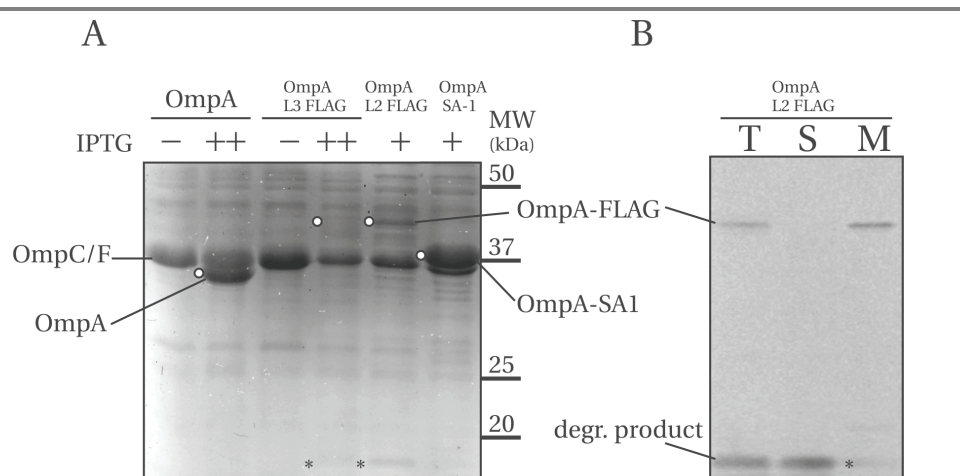 A
B
OmpA
OmpA
L3 FLAG
OmpA
L2 FLAG
OmpA
SA-1
OmpA
L2 FLAG
IPTG − ++ − ++ + +
MW
(kDa)
T S M
50
OmpA-FLAG
OmpC/F
37
OmpA-SA1
OmpA
25
20
degr. product
* * *